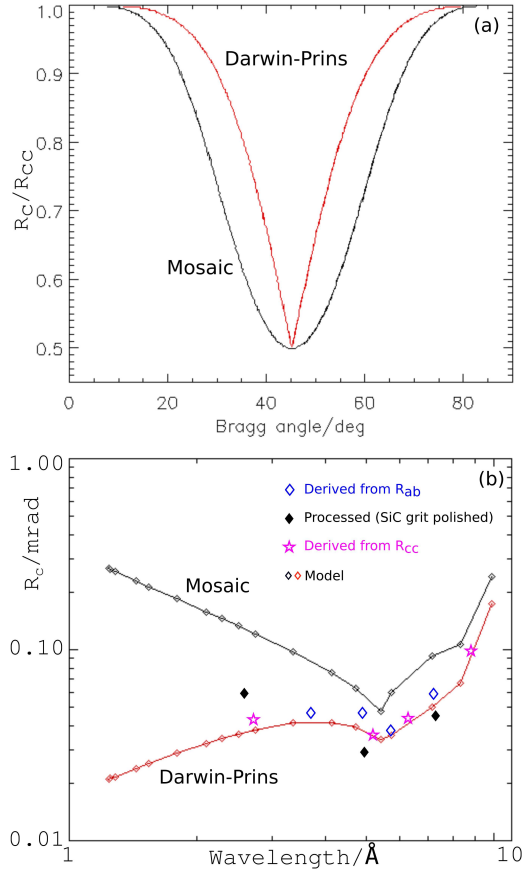 (a)
1.0
0.9
0.8
0.7
0.6
0.5
R_C/R_CC
Darwin-Prins
Mosaic
0 20 40 60 80
Bragg angle/deg
(b)
1.00
0.10
0.01
R_c/mrad
Derived from R_ab
Processed (SiC grit polished)
Derived from R_cc
Model
Mosaic
Darwin-Prins
1 10
Wavelength/Å